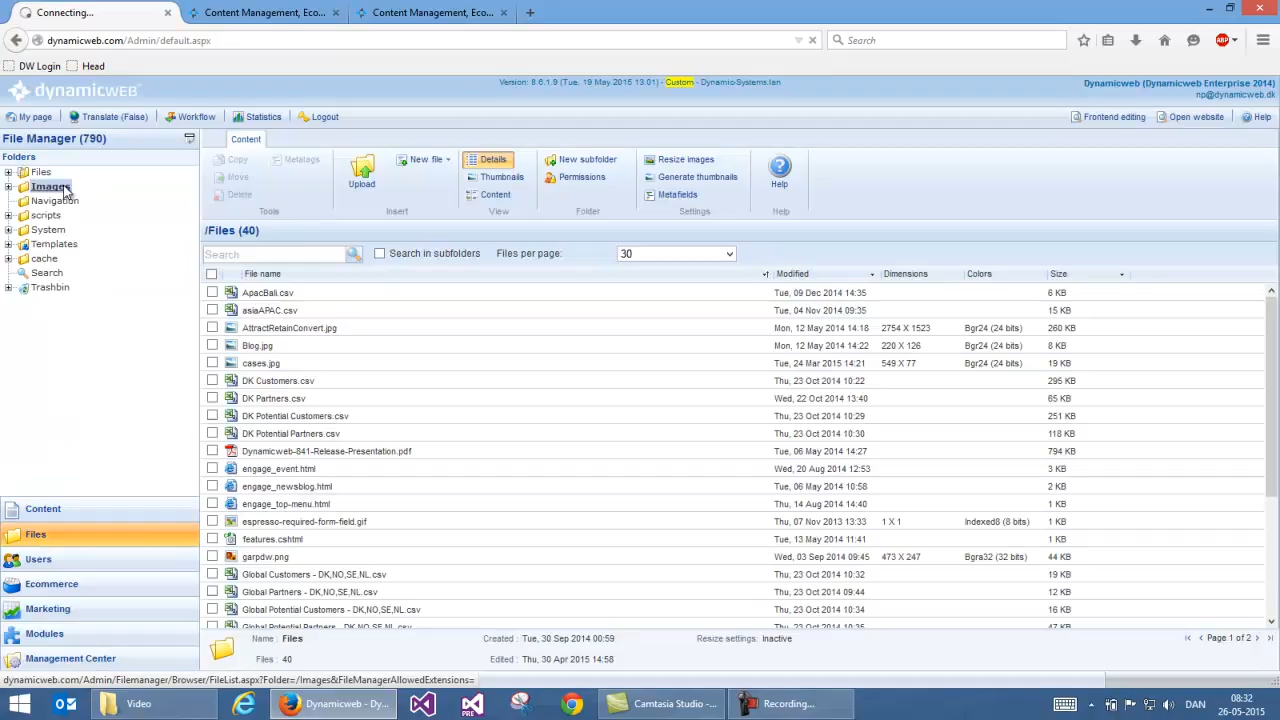 Connecting...
Content Management, Eco...
Content Management, Eco...
dynamicweb.com/Admin/default.aspx
Search
ABP
DW Login
Head
dynamicweb
Version: 8.6.1.9 (Tue, 19 May 2015 13.01) - Custom - Dynamic-Systems.lan
Dynamicweb (Dynamicweb Enterprise 2014)
np@dynamicweb.dk
My page
Translate (False)
Workflow
Statistics
Logout
Frontend editing
Open website
Help
File Manager (790)
Content
Folders
Files
Images
Navigation
scripts
System
Templates
cache
Search
Trashbin
Copy
Metatags
Move
Delete
Tools
Upload
New file
Insert
Details
Thumbnails
Content
View
New subfolder
Permissions
Folder
Resize images
Generate thumbnails
Metafields
Settings
Help
Help
/Files (40)
Search
Search in subfolders
Files per page:
30
File name Modified Dimensions Colors Size
ApacBali.csv Tue, 09 Dec 2014 14:35 6 KB
asiaAPAC.csv Tue, 04 Nov 2014 09:35 15 KB
AttractRetainConvert.jpg Mon, 12 May 2014 14.18 2754 X 1523 Bgr24 (24 bits) 260 KB
Blog.jpg Mon, 12 May 2014 14:22 220 X 126 Bgr24 (24 bits) 8 KB
cases.jpg Tue, 24 Mar 2015 14:21 549 X 77 Bgr24 (24 bits) 19 KB
DK Customers.csv Thu, 23 Oct 2014 10:22 295 KB
DK Partners.csv Wed, 22 Oct 2014 13:40 65 KB
DK Potential Customers.csv Thu, 23 Oct 2014 10:29 251 KB
DK Potential Partners.csv Thu, 23 Oct 2014 10:30 118 KB
Dynamicweb-841-Release-Presentation.pdf Tue, 06 May 2014 14:27 794 KB
engage_event.html Wed, 20 Aug 2014 12:53 3 KB
engage_newsblog.html Tue, 06 May 2014 10:58 2 KB
engage_top-menu.html Thu, 14 Aug 2014 14:40 1 KB
espresso-required-form-field.gif Thu, 07 Nov 2013 13:33 1 X 1 Indexed8 (8 bits) 1 KB
features.cshtml Tue, 13 May 2014 11:41 1 KB
garpdw.png Wed, 03 Sep 2014 09:45 473 X 247 Bgra32 (32 bits) 44 KB
Global Customers - DK,NO,SE,NL.csv Thu, 23 Oct 2014 10:32 19 KB
Global Partners - DK,NO,SE,NL.csv Thu, 23 Oct 2014 09:44 12 KB
Global Potential Customers - DK,NO,SE,NL.csv Thu, 23 Oct 2014 10:34 16 KB
Global Potential Partners - DK,NO,SE,NL.csv Thu, 23 Oct 2014 10:35 47 KB
Content
Files
Users
Ecommerce
Marketing
Modules
Management Center
Name : Files
Created : Tue, 30 Sep 2014 00:59
Resize settings: Inactive
Page 1 of 2
Files : 40
Edited : Thu, 30 Apr 2015 14:58
dynamicweb.com/Admin/Filemanager/Browser/FileList.aspx?Folder=/Images&FileManagerAllowedExtensions=
Video
Dynamicweb - Dy...
PRE
Camtasia Studio -...
Recording...
DAN
08:32
26-05-2015